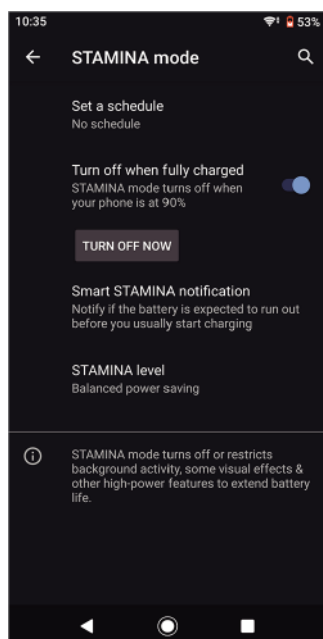 10:35
53%
STAMINA mode
Set a schedule
No schedule
Turn off when fully charged
STAMINA mode turns off when
your phone is at 90%
TURN OFF NOW
Smart STAMINA notification
Notify if the battery is expected to run out
before you usually start charging
STAMINA level
Balanced power saving
STAMINA mode turns off or restricts
background activity, some visual effects &
other high-power features to extend battery
life.